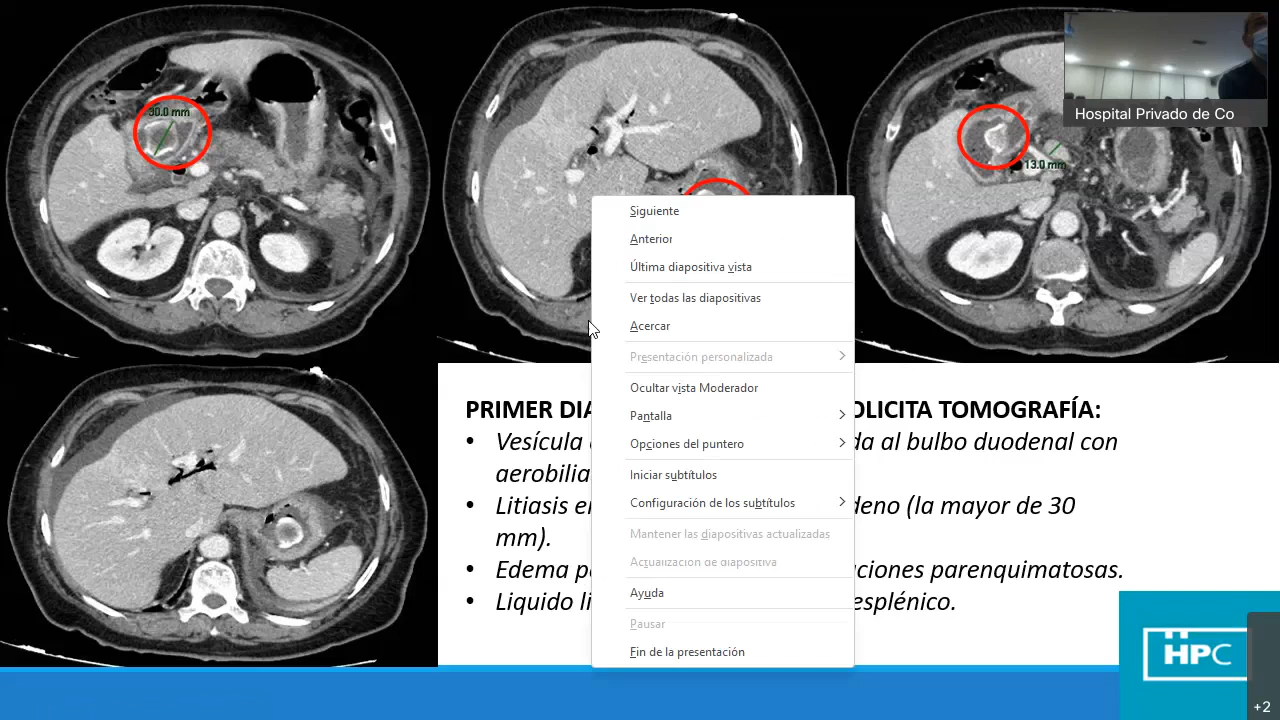 30.0 mm
Hospital Privado de Co
13.0 mm
Siguiente
Anterior
Última diapositiva vista
Ver todas las diapositivas
Acercar
Presentación personalizada
Ocultar vista Moderador
Pantalla
Opciones del puntero
Iniciar subtítulos
Configuración de los subtítulos
Mantener las diapositivas actualizadas
Actualización de diapositiva
Ayuda
Pausar
Fin de la presentación
PRIMER DIA OLICITA TOMOGRAFÍA:
• Vesícula da al bulbo duodenal con
aerobilia
• Litiasis e deno (la mayor de 30
mm).
• Edema p ciones parenquimatosas.
• Liquido li esplénico.
HPC
+2